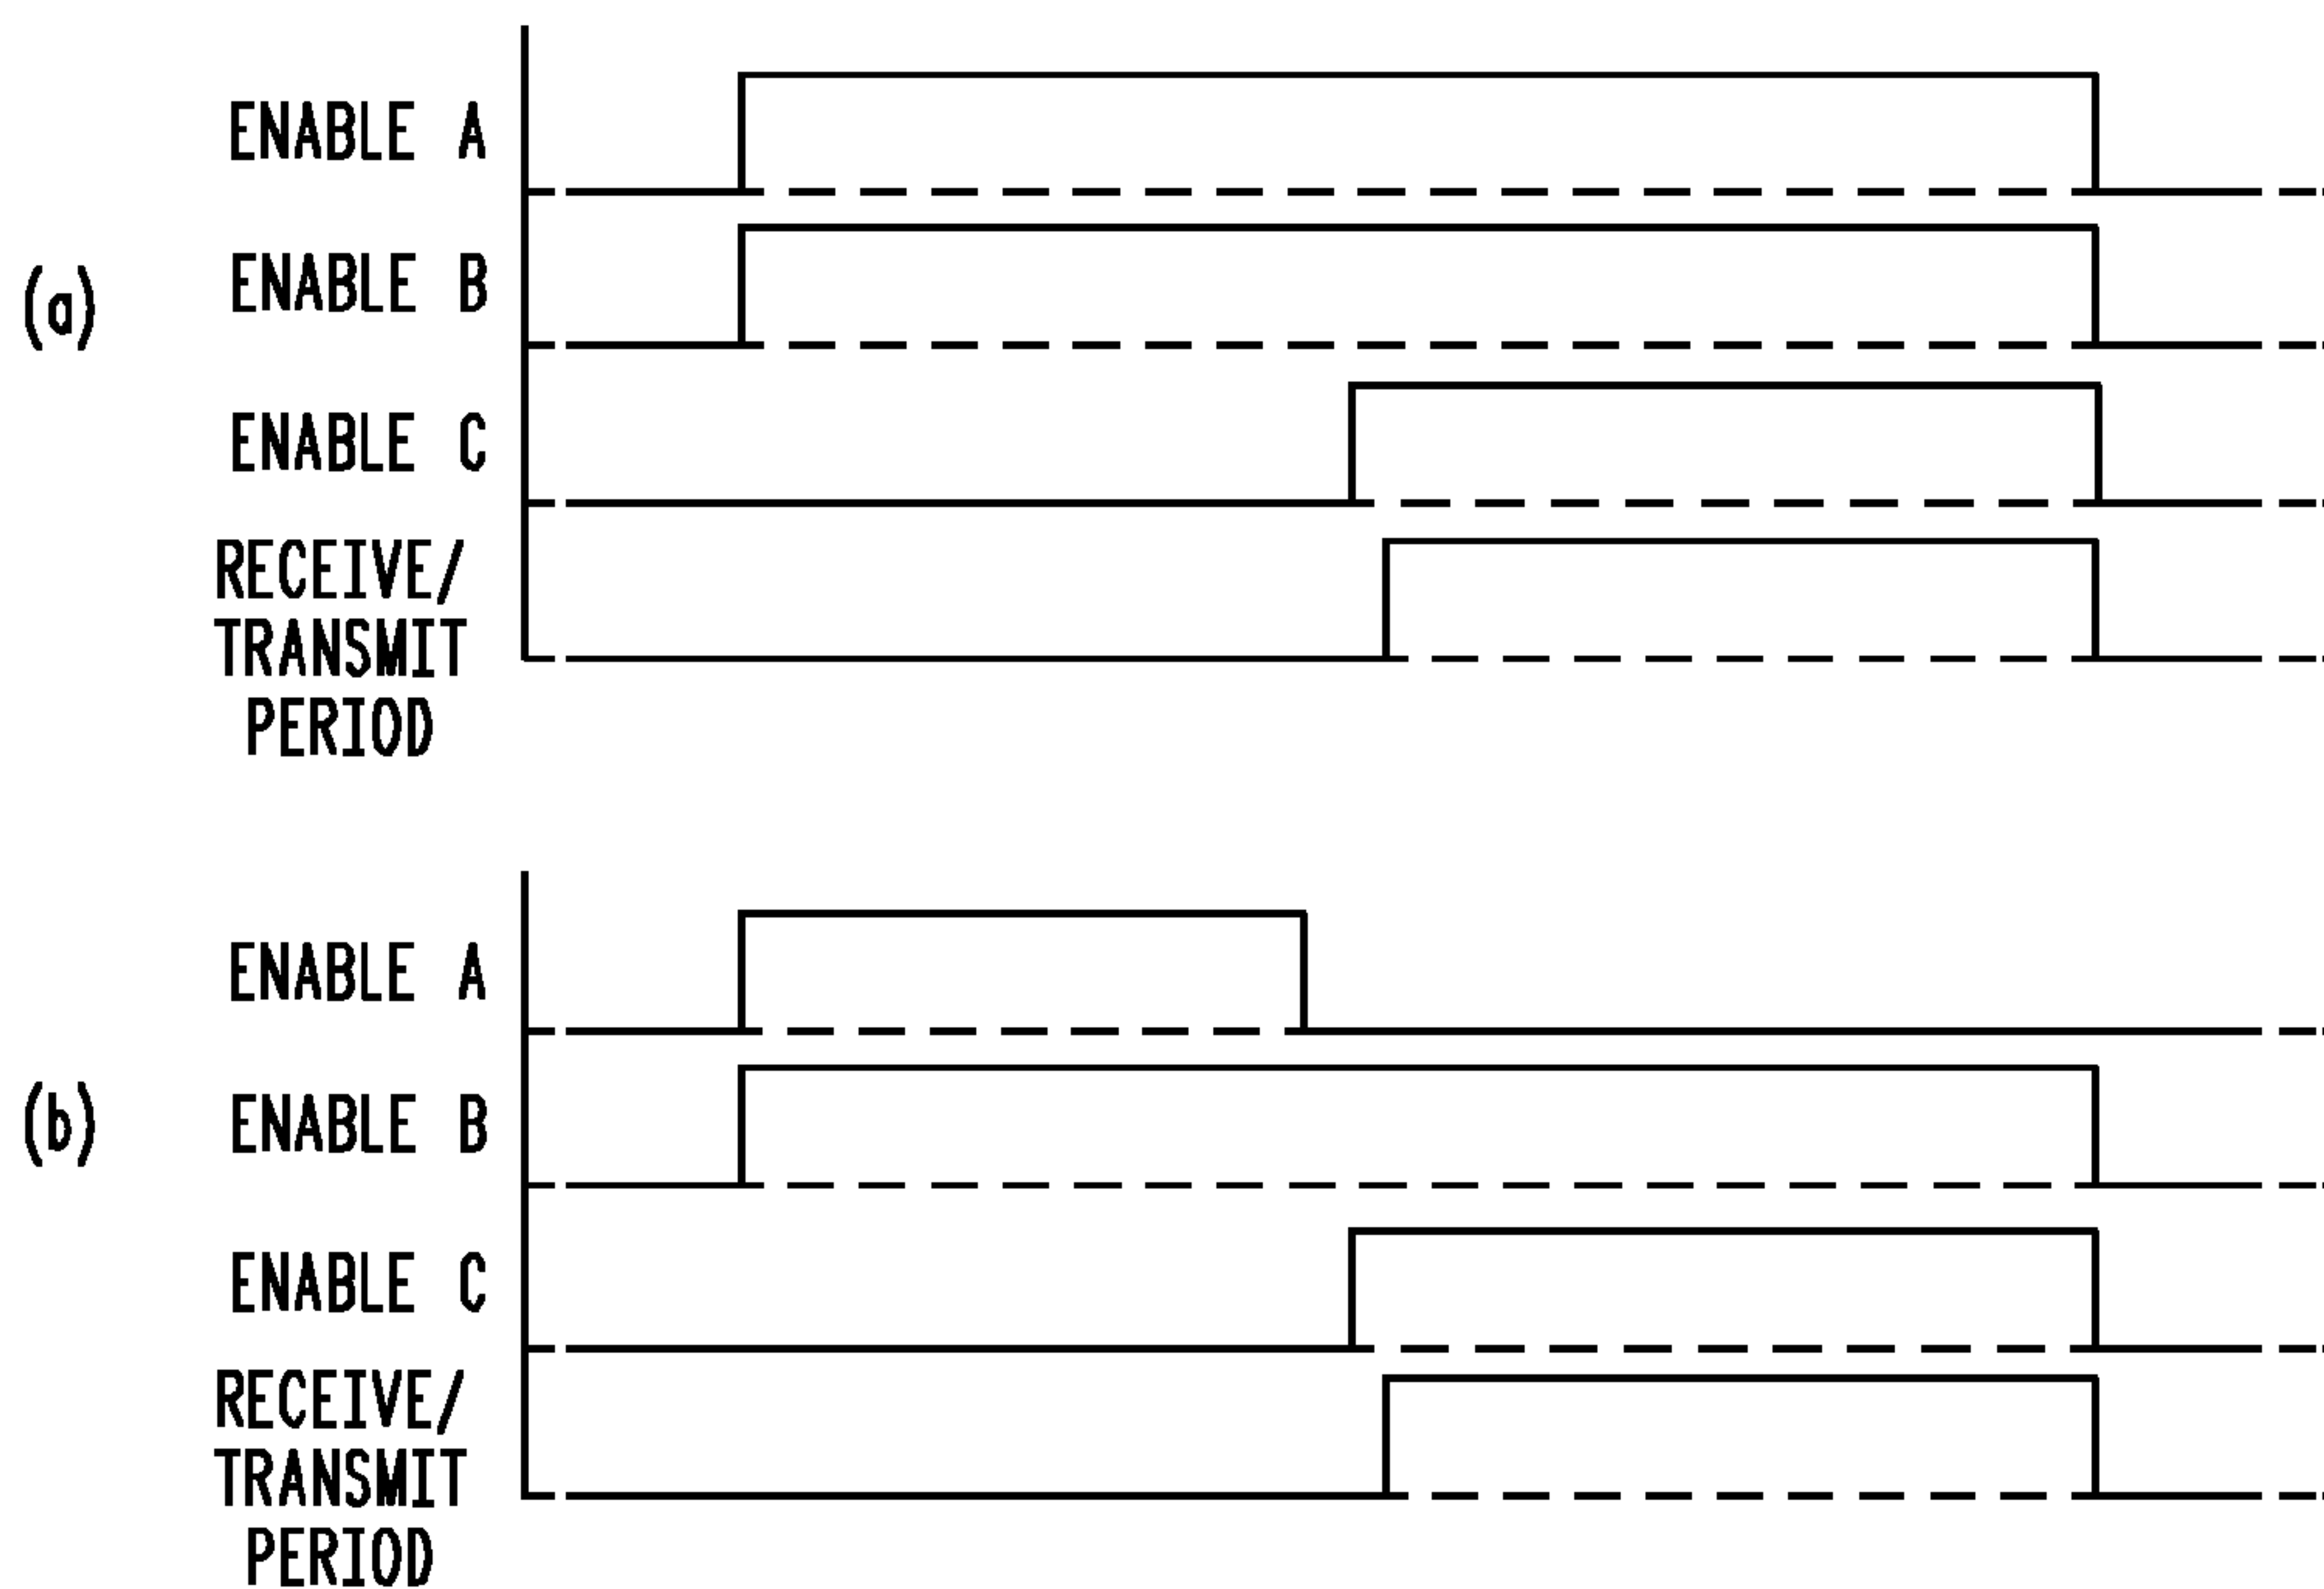 (a)
ENABLE A
ENABLE B
ENABLE C
RECEIVE/
TRANSMIT
PERIOD
(b)
ENABLE A
ENABLE B
ENABLE C
RECEIVE/
TRANSMIT
PERIOD